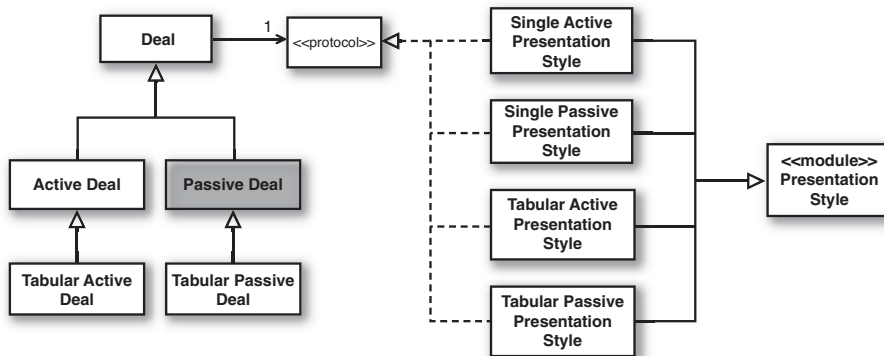 Deal
1
<<protocol>>
Active Deal
Passive Deal
Tabular Active
Deal
Tabular Passive
Deal
Single Active
Presentation
Style
Single Passive
Presentation
Style
Tabular Active
Presentation
Style
Tabular Passive
Presentation
Style
<<module>>
Presentation
Style